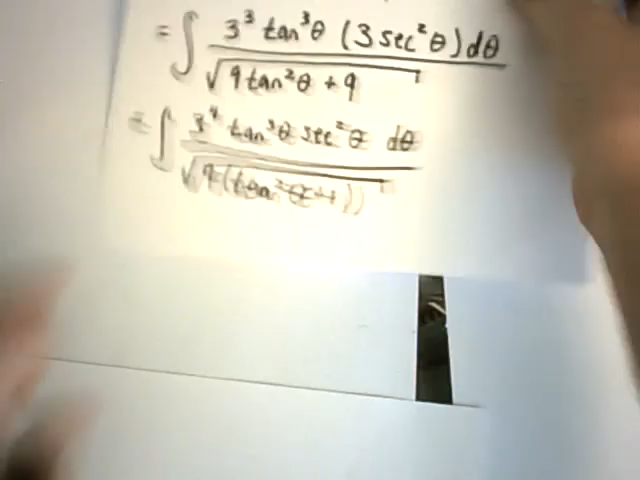 = ∫ 3³ tan³θ (3 sec²θ) dθ / √(9 tan²θ + 9)
= ∫ 3⁴ tan³θ sec²θ dθ / √(9(tan²θ+1))